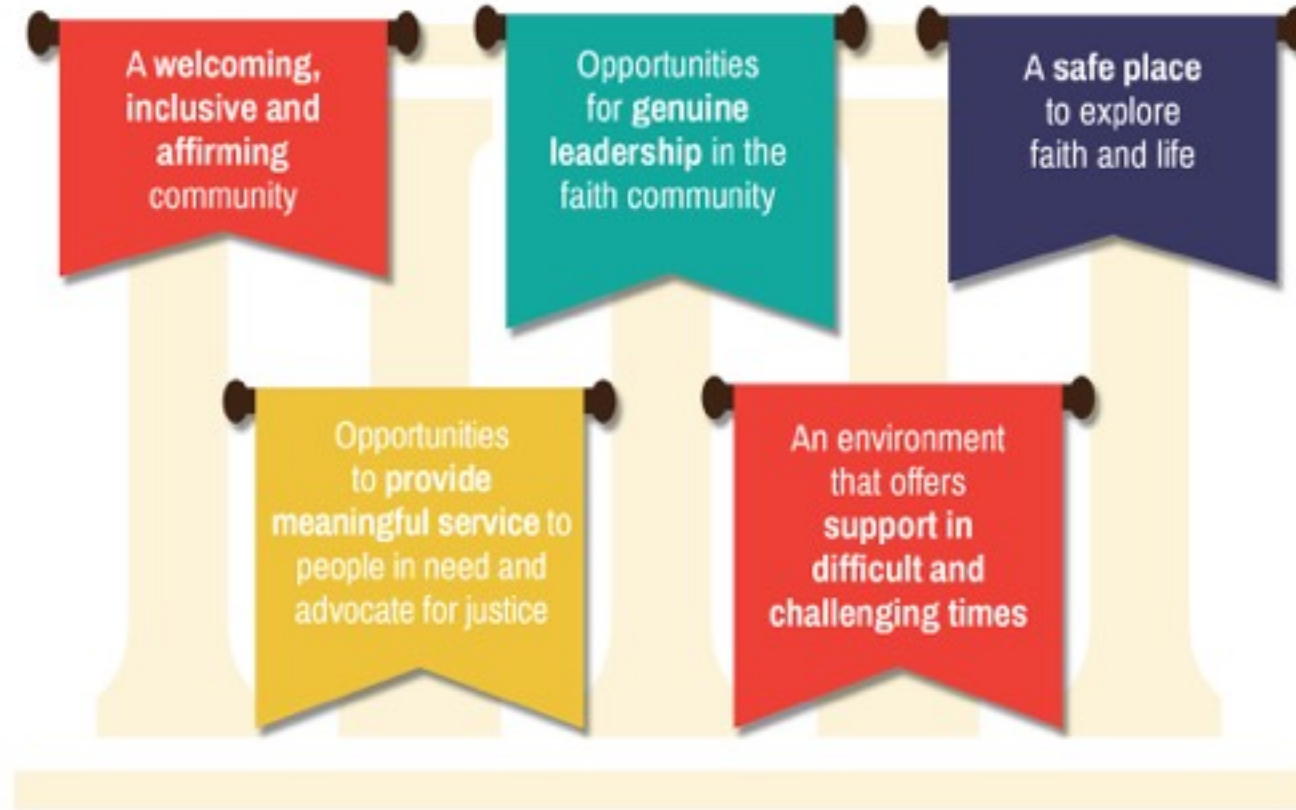 A welcoming,
inclusive and
affirming
community
Opportunities
for genuine
leadership in the
faith community
A safe place
to explore
faith and life
Opportunities
to provide
meaningful service to
people in need and
advocate for justice
An environment
that offers
support in
difficult and
challenging times